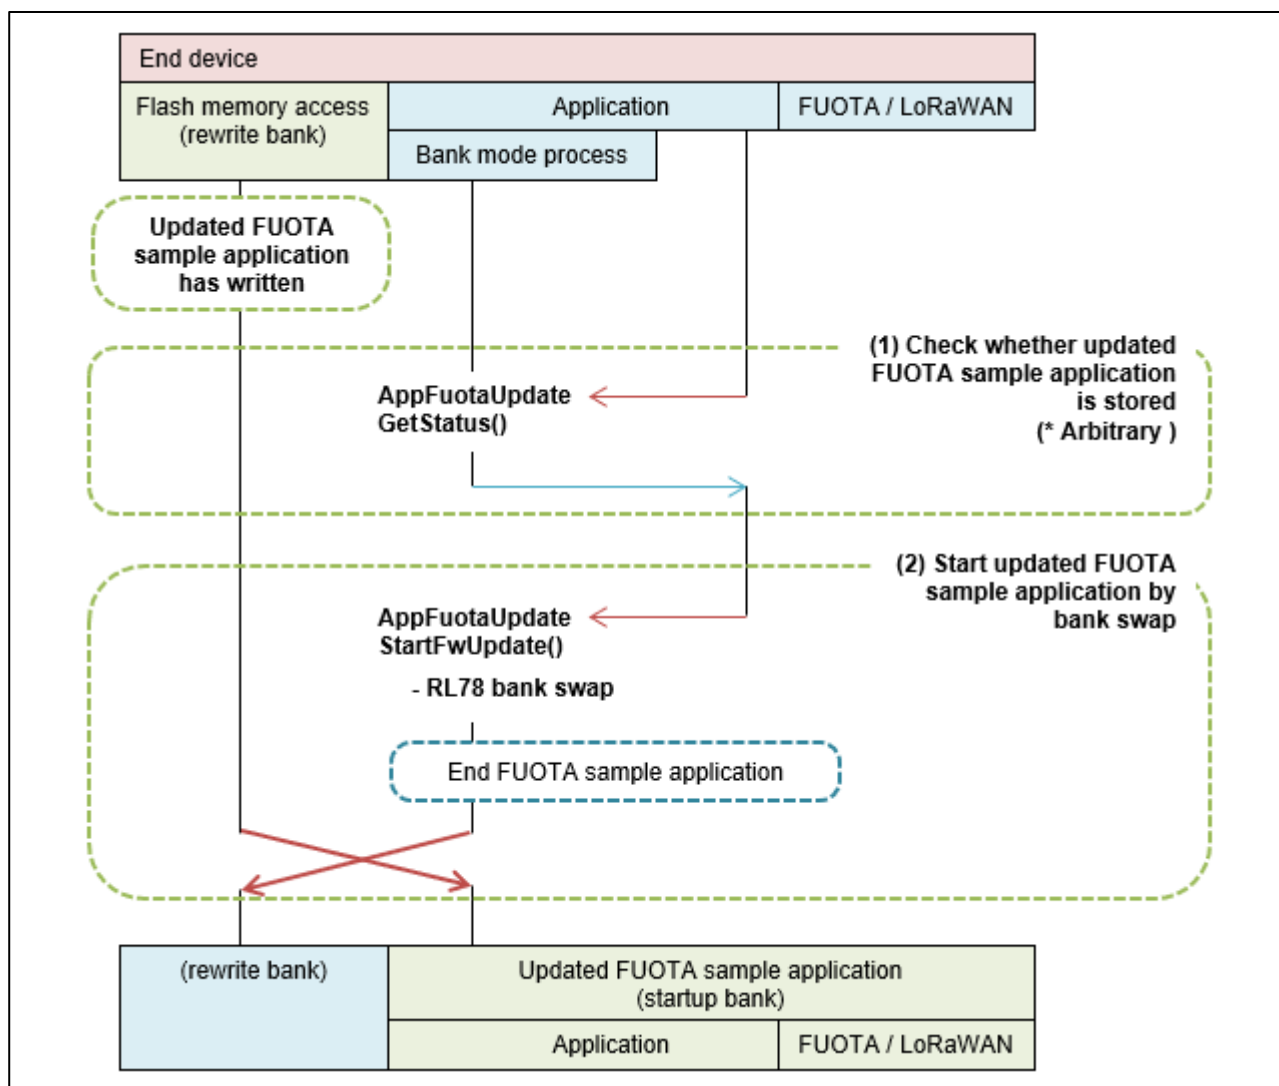 End device
Flash memory access
(rewrite bank)
Application
FUOTA / LoRaWAN
Bank mode process
Updated FUOTA
sample application
has written
(1) Check whether updated
FUOTA sample application
is stored
(* Arbitrary )
AppFuotaUpdate
GetStatus()
(2) Start updated FUOTA
sample application by
bank swap
AppFuotaUpdate
StartFwUpdate()
- RL78 bank swap
End FUOTA sample application
(rewrite bank)
Updated FUOTA sample application
(startup bank)
Application
FUOTA / LoRaWAN